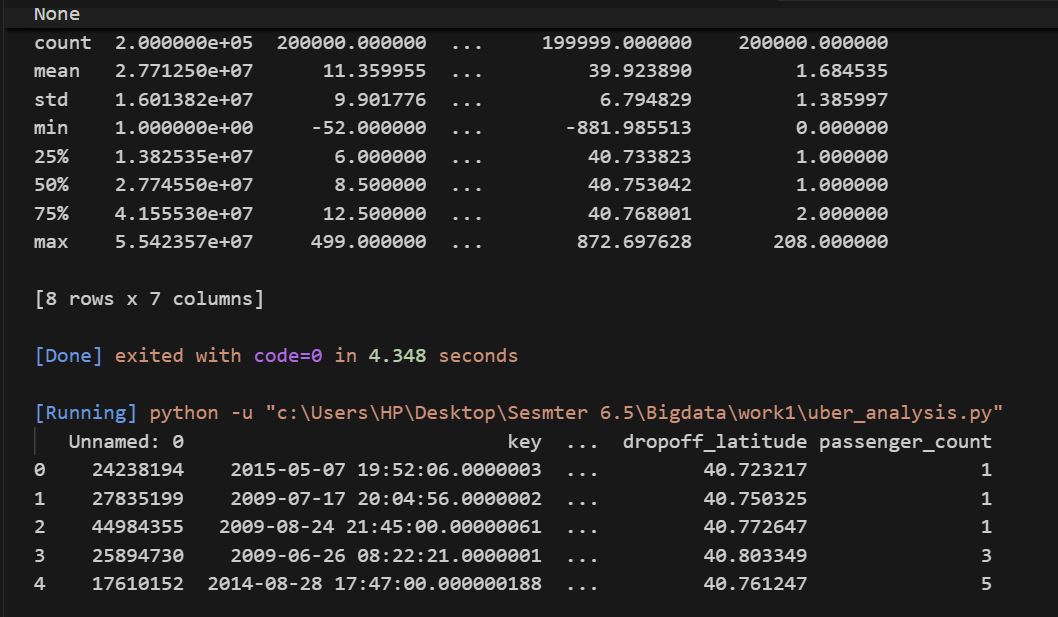 None
count 2.000000e+05 200000.000000 ... 199999.000000 200000.000000
mean 2.771250e+07 11.359955 ... 39.923890 1.684535
std 1.601382e+07 9.901776 ... 6.794829 1.385997
min 1.000000e+00 -52.000000 ... -881.985513 0.000000
25% 1.382535e+07 6.000000 ... 40.733823 1.000000
50% 2.774550e+07 8.500000 ... 40.753042 1.000000
75% 4.155530e+07 12.500000 ... 40.768001 2.000000
max 5.542357e+07 499.000000 ... 872.697628 208.000000
[8 rows x 7 columns]
[Done] exited with code=0 in 4.348 seconds
[Running] python -u "c:\Users\HP\Desktop\Sesmter 6.5\Bigdata\work1\uber_analysis.py"
Unnamed: 0 key ... dropoff_latitude passenger_count
0 24238194 2015-05-07 19:52:06.0000003 ... 40.723217 1
1 27835199 2009-07-17 20:04:56.0000002 ... 40.750325 1
2 44984355 2009-08-24 21:45:00.00000061 ... 40.772647 1
3 25894730 2009-06-26 08:22:21.0000001 ... 40.803349 3
4 17610152 2014-08-28 17:47:00.000000188 ... 40.761247 5